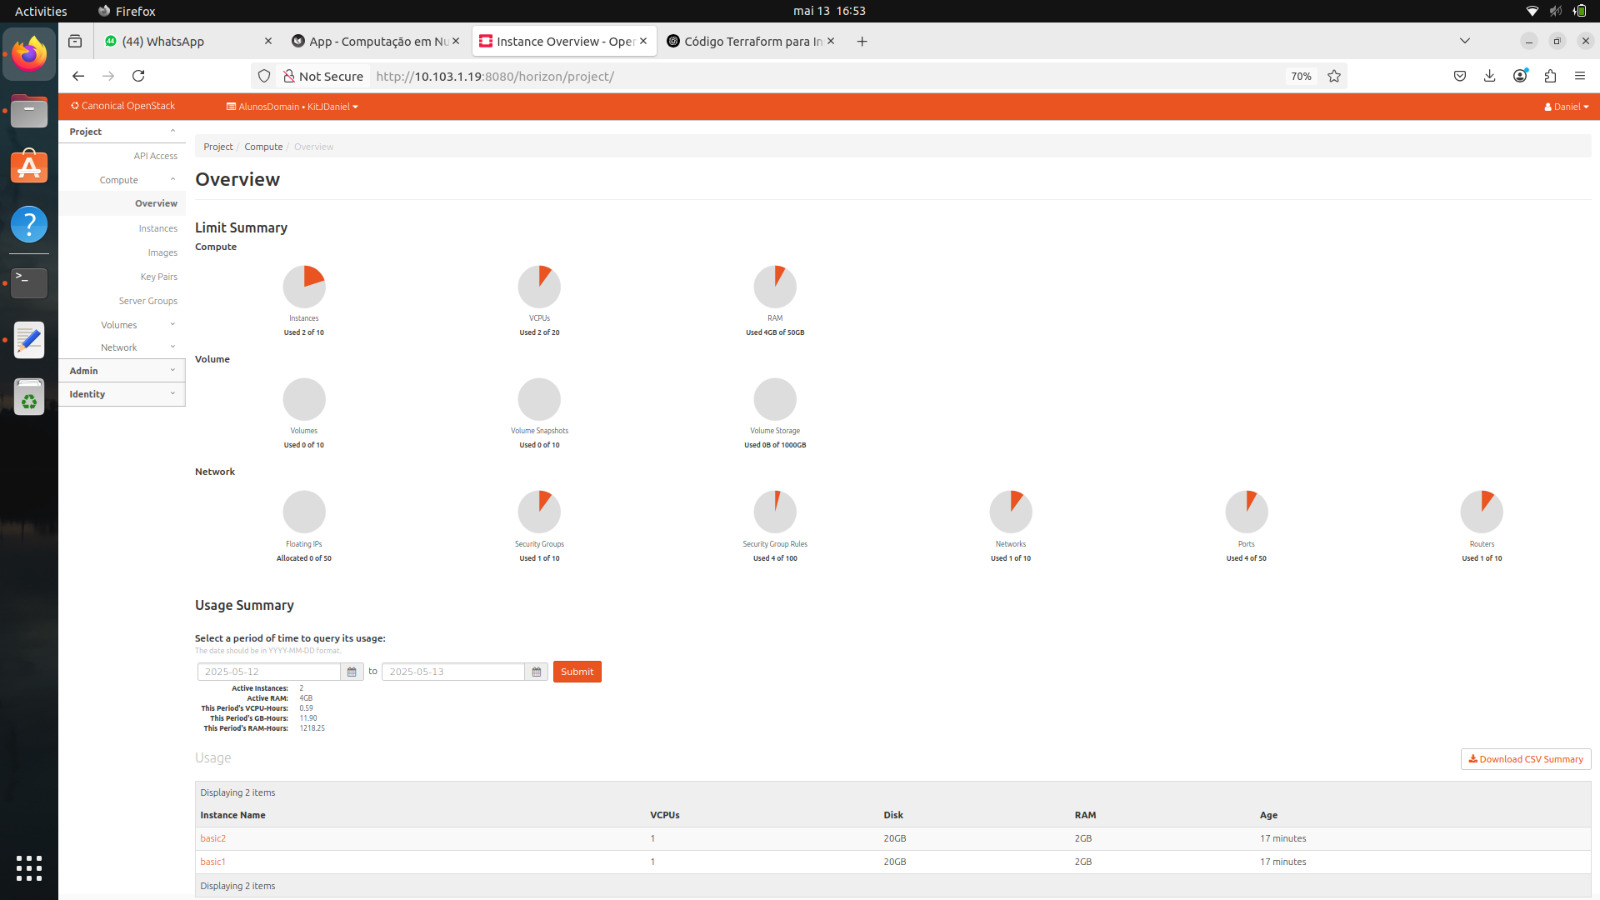 Activities Firefox mai 13 16:53
(44) WhatsApp App - Computação em Nu Instance Overview - Oper Código Terraform para In
Not Secure http://10.103.1.19:8080/horizon/project/ 70%
Canonical OpenStack AlunosDomain • KitJDaniel Daniel
Project
API Access
Compute
Overview
Instances
Images
Key Pairs
Server Groups
Volumes
Network
Admin
Identity
Project / Compute / Overview
Overview
Limit Summary
Compute
Instances VCPUs RAM
Used 2 of 10 Used 2 of 20 Used 4GB of 50GB
Volume
Volumes Volume Snapshots Volume Storage
Used 0 of 10 Used 0 of 10 Used 0B of 1000GB
Network
Floating IPs Security Groups Security Group Rules Networks Ports Routers
Allocated 0 of 50 Used 1 of 10 Used 4 of 100 Used 1 of 10 Used 4 of 50 Used 1 of 10
Usage Summary
Select a period of time to query its usage:
The date should be in YYYY-MM-DD format.
2025-05-12 to 2025-05-13 Submit
Active Instances: 2
Active RAM: 4GB
This Period's VCPU-Hours: 0.59
This Period's GB-Hours: 11.90
This Period's RAM-Hours: 1218.25
Usage Download CSV Summary
Displaying 2 items
Instance Name VCPUs Disk RAM Age
basic2 1 20GB 2GB 17 minutes
basic1 1 20GB 2GB 17 minutes
Displaying 2 items